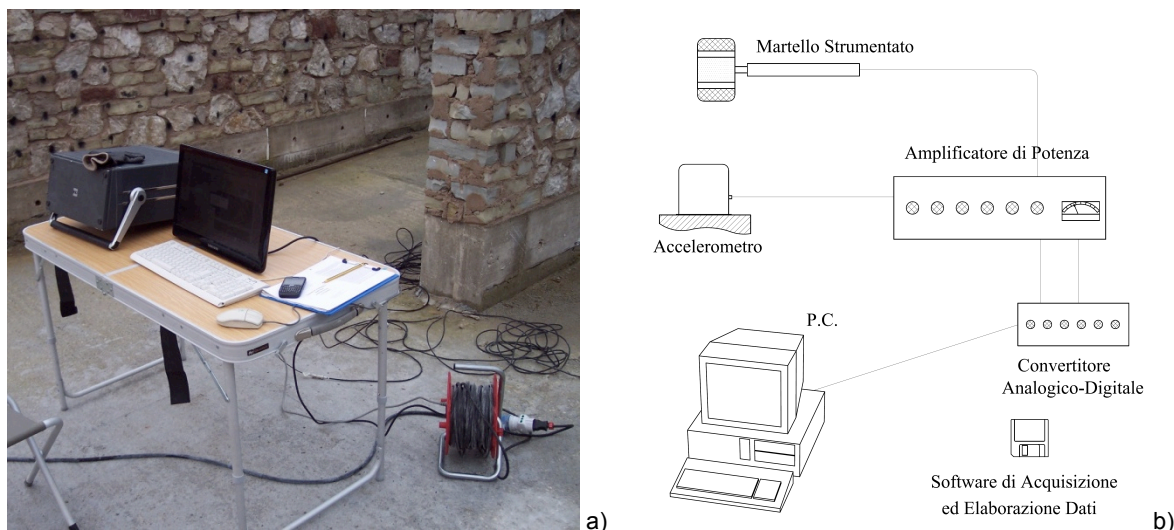 Martello Strumentato
Amplificatore di Potenza
Accelerometro
P.C.
Convertitore
Analogico-Digitale
Software di Acquisizione
ed Elaborazione Dati
a)
b)